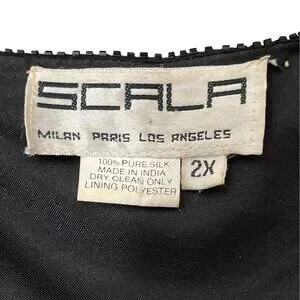 SCALA
MILAN PARIS LOS ANGELES
100% PURE SILK
MADE IN INDIA
DRY CLEAN ONLY
LINING POLYESTER
2X